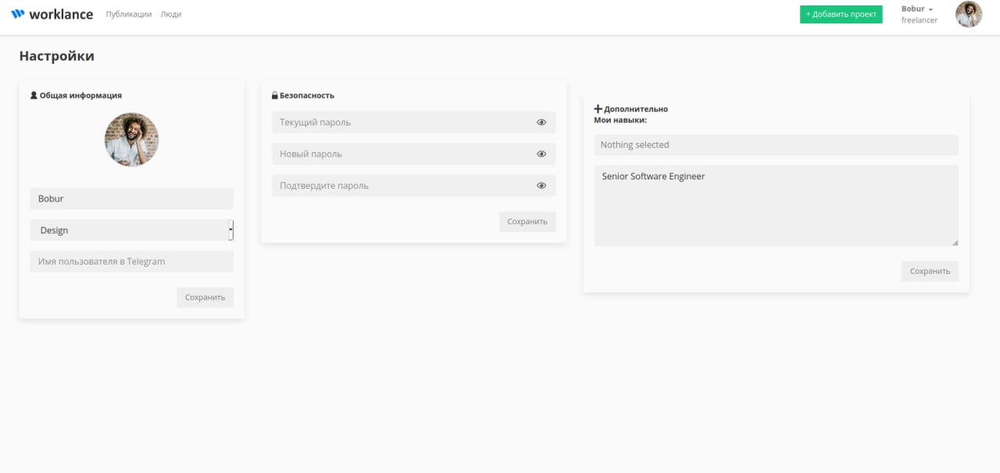 worklance
Публикации Люди
+ Добавить проект
Bobur
freelancer
Настройки
Общая информация
Bobur
Design
Имя пользователя в Telegram
Сохранить
Безопасность
Текущий пароль
Новый пароль
Подтвердите пароль
Сохранить
Дополнительно
Мои навыки:
Nothing selected
Senior Software Engineer
Сохранить